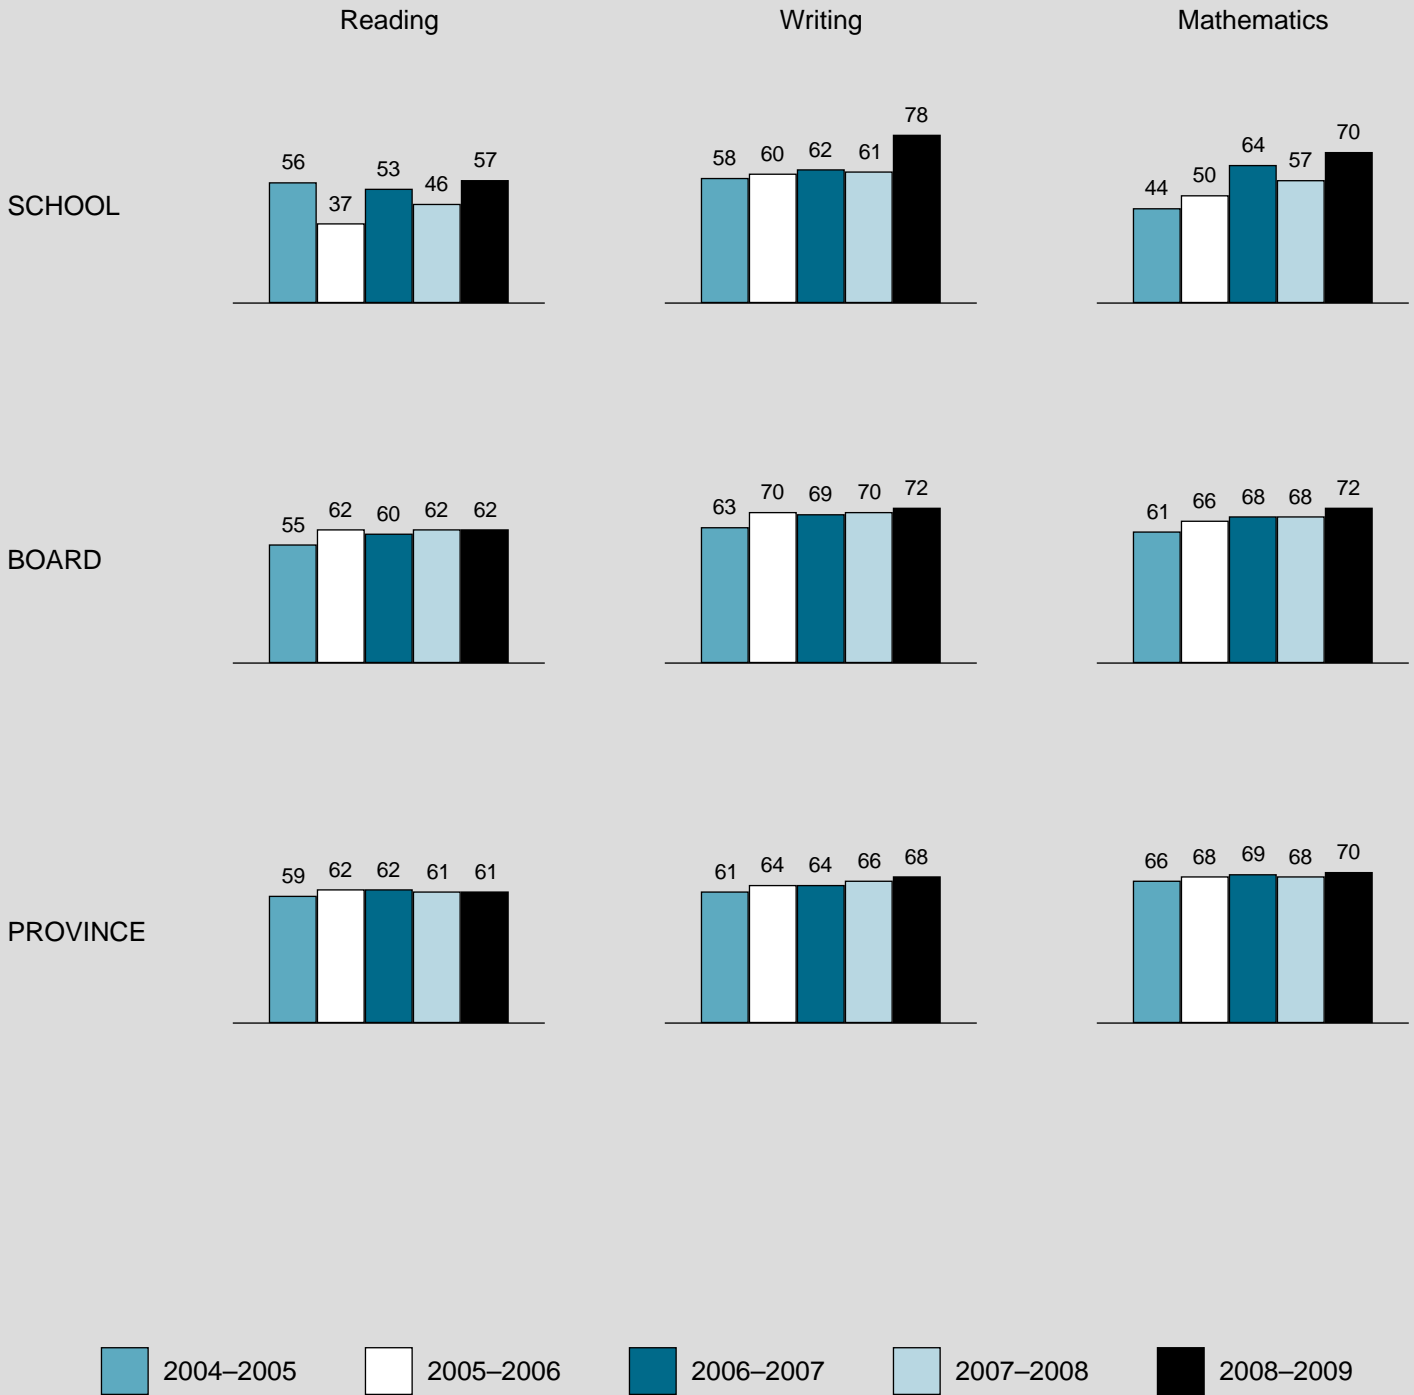 Reading Writing Mathematics
SCHOOL
56 37 53 46 57
58 60 62 61 78
44 50 64 57 70
BOARD
55 62 60 62 62
63 70 69 70 72
61 66 68 68 72
PROVINCE
59 62 62 61 61
61 64 64 66 68
66 68 69 68 70
2004–2005 2005–2006 2006–2007 2007–2008 2008–2009